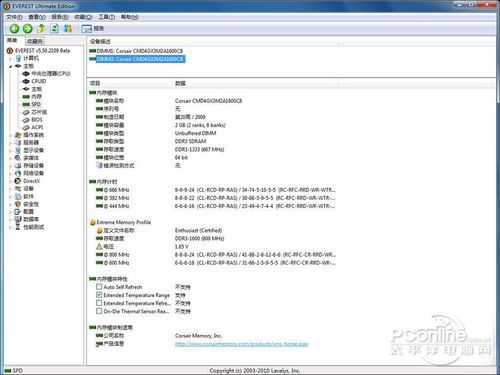 EVEREST Ultimate Edition
文件(F) 查看(V) 报告(R) 收藏(O) 工具(T) 帮助(H)
报告
菜单 收藏夹
EVEREST v5.50.2109 Beta
计算机
主板
中央处理器(CPU)
CPUID
主板
内存
SPD
芯片组
BIOS
ACPI
操作系统
服务器
显示设备
多媒体
存储设备
网络设备
DirectX
设备
软件
安全性
配置
数据库
性能测试
设备描述
DIMM1: Corsair CMD4GX3M2A1600C8
DIMM3: Corsair CMD4GX3M2A1600C8
项目 数据
内存模块
模块名称 Corsair CMD4GX3M2A1600C8
序列号 无
制造日期 第20周 / 2009
模块容量 2 GB (2 ranks, 8 banks)
模块类型 Unbuffered DIMM
存取类型 DDR3 SDRAM
存取速度 DDR3-1333 (667 MHz)
模块位宽 64 bit
错误检测方式 无
内存计时
@ 666 MHz 9-9-9-24 (CL-RCD-RP-RAS) / 34-74-5-10-5-5 (RC-RFC-RRD-WR-WTR...
@ 592 MHz 8-8-8-22 (CL-RCD-RP-RAS) / 30-66-4-9-5-5 (RC-RFC-RRD-WR-WTR-...
@ 444 MHz 6-6-6-16 (CL-RCD-RP-RAS) / 23-49-4-7-4-4 (RC-RFC-RRD-WR-WTR-...
Extreme Memory Profile
定义文件名称 Enthusiast (Certified)
存取速度 DDR3-1600 (800 MHz)
电压 1.65 V
@ 800 MHz 8-8-8-24 (CL-RCD-RP-RAS) / 41-88-2-6-12-6-6 (RC-RFC-CR-RRD-WR-...
@ 600 MHz 6-6-6-18 (CL-RCD-RP-RAS) / 31-66-2-5-9-5-5 (RC-RFC-CR-RRD-WR-...
内存模块特性
Auto Self Refresh 不支持
Extended Temperature Range 支持
Extended Temperature Refre... 不支持
On-Die Thermal Sensor Rea... 不支持
内存模块制造商
公司名称 Corsair Memory, Inc.
产品信息 http://www.corsairmemory.com/products/xms_home.aspx
PConline.com.cn
太平洋电脑网
SPD Copyright (c) 2003-2010 Lavalys, Inc.